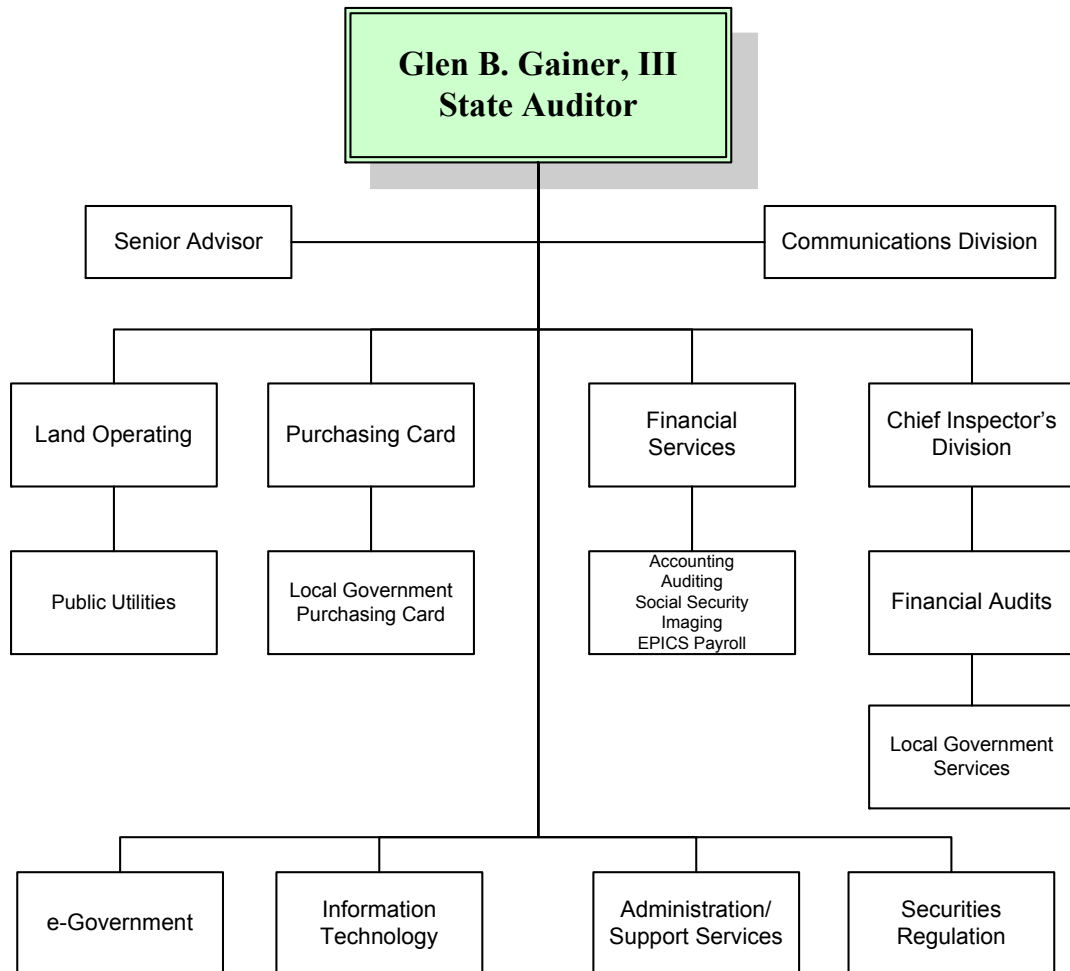 Glen B. Gainer, III
State Auditor
Senior Advisor
Communications Division
Land Operating
Purchasing Card
Financial
Services
Chief Inspector's
Division
Public Utilities
Local Government
Purchasing Card
Accounting
Auditing
Social Security
Imaging
EPICS Payroll
Financial Audits
Local Government
Services
e-Government
Information
Technology
Administration/
Support Services
Securities
Regulation